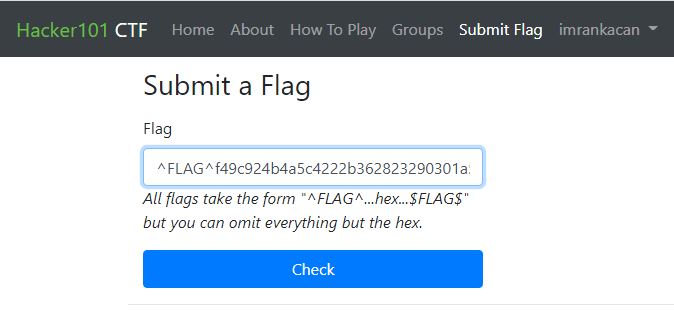 Hacker101 CTF Home About How To Play Groups Submit Flag imrankacan
Submit a Flag
Flag
^FLAG^f49c924b4a5c4222b362823290301a
All flags take the form "^FLAG^...hex...$FLAG$"
but you can omit everything but the hex.
Check